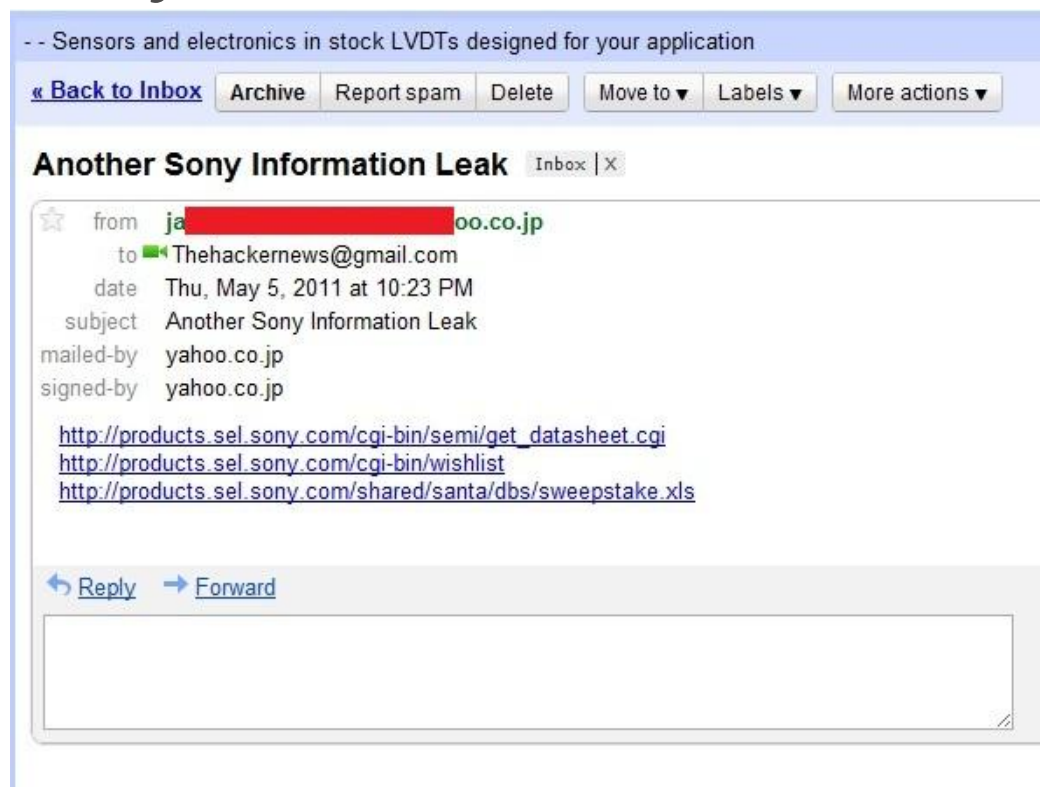 - - Sensors and electronics in stock LVDTs designed for your application
« Back to Inbox Archive Report spam Delete Move to ▾ Labels ▾ More actions ▾
Another Sony Information Leak Inbox | X
from ja oo.co.jp
to Thehackernews@gmail.com
date Thu, May 5, 2011 at 10:23 PM
subject Another Sony Information Leak
mailed-by yahoo.co.jp
signed-by yahoo.co.jp
http://products.sel.sony.com/cgi-bin/semi/get_datasheet.cgi
http://products.sel.sony.com/cgi-bin/wishlist
http://products.sel.sony.com/shared/santa/dbs/sweepstake.xls
Reply Forward